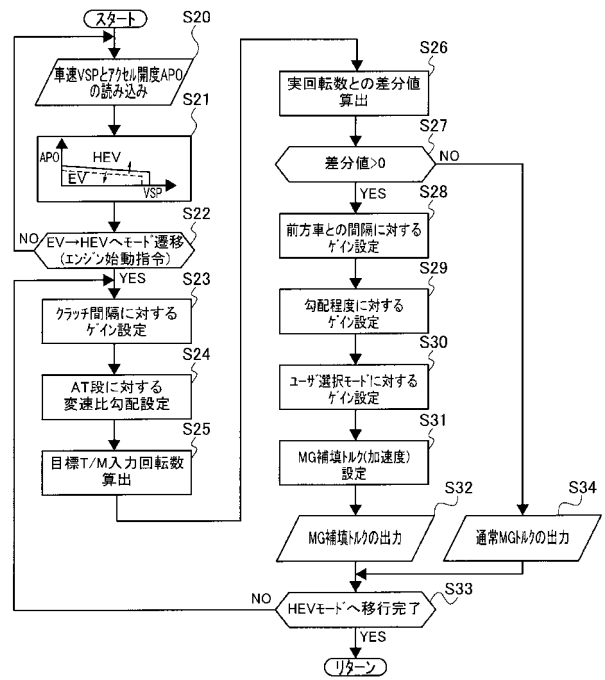 スタート
S20
車速VSPとアクセル開度APO
の読み込み
S21
APO
HEV
EV
VSP
S22
NO
EV→HEVへモード遷移
(エンジン始動指令)
YES
S23
クラッチ間隔に対する
ゲイン設定
S24
AT段に対する
変速比勾配設定
S25
目標T/M入力回転数
算出
S26
実回転数との差分値
算出
S27
差分値>0
NO
YES
S28
前方車との間隔に対する
ゲイン設定
S29
勾配程度に対する
ゲイン設定
S30
ユーザ選択モードに対する
ゲイン設定
S31
MG補填トルク(加速度)
設定
S32
MG補填トルクの出力
S34
通常MGトルクの出力
S33
NO
HEVモードへ移行完了
YES
リターン